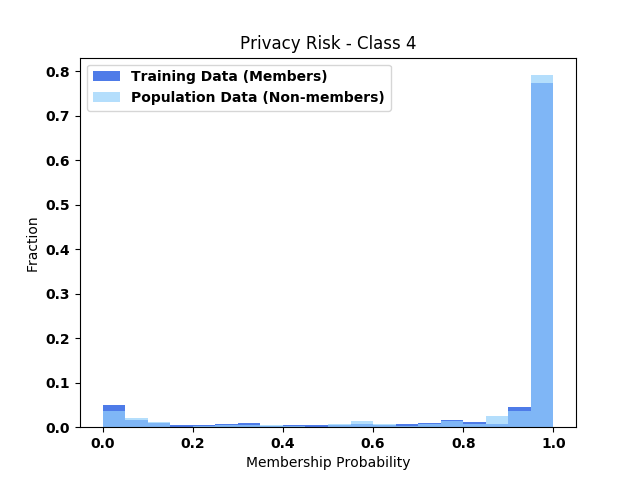 Privacy Risk - Class 4
Training Data (Members)
Population Data (Non-members)
0.8
0.7
0.6
0.5
0.4
0.3
0.2
0.1
0.0
Fraction
0.0 0.2 0.4 0.6 0.8 1.0
Membership Probability